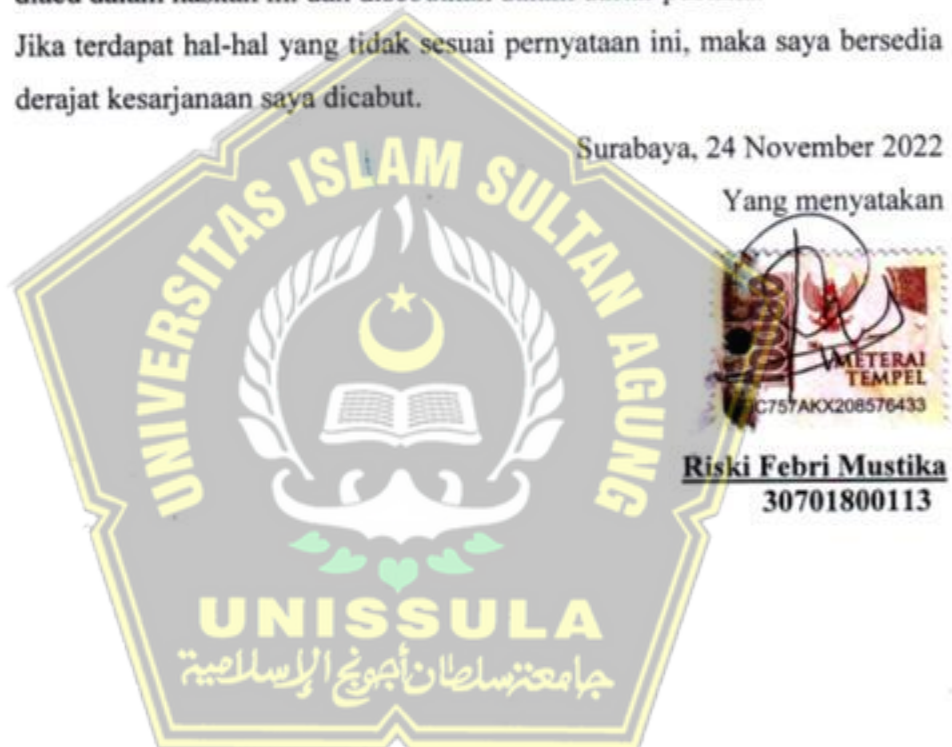 Jika terdapat hal-hal yang tidak sesuai pernyataan ini, maka saya bersedia
derajat kesarjanaan saya dicabut.
Surabaya, 24 November 2022
Yang menyatakan
10000
METERAI
TEMPEL
C757AKX208576433
Riski Febri Mustika
30701800113
UNIVERSITAS ISLAM SULTAN AGUNG
UNISSULA
جامعة سلطان أجونج الإسلامية